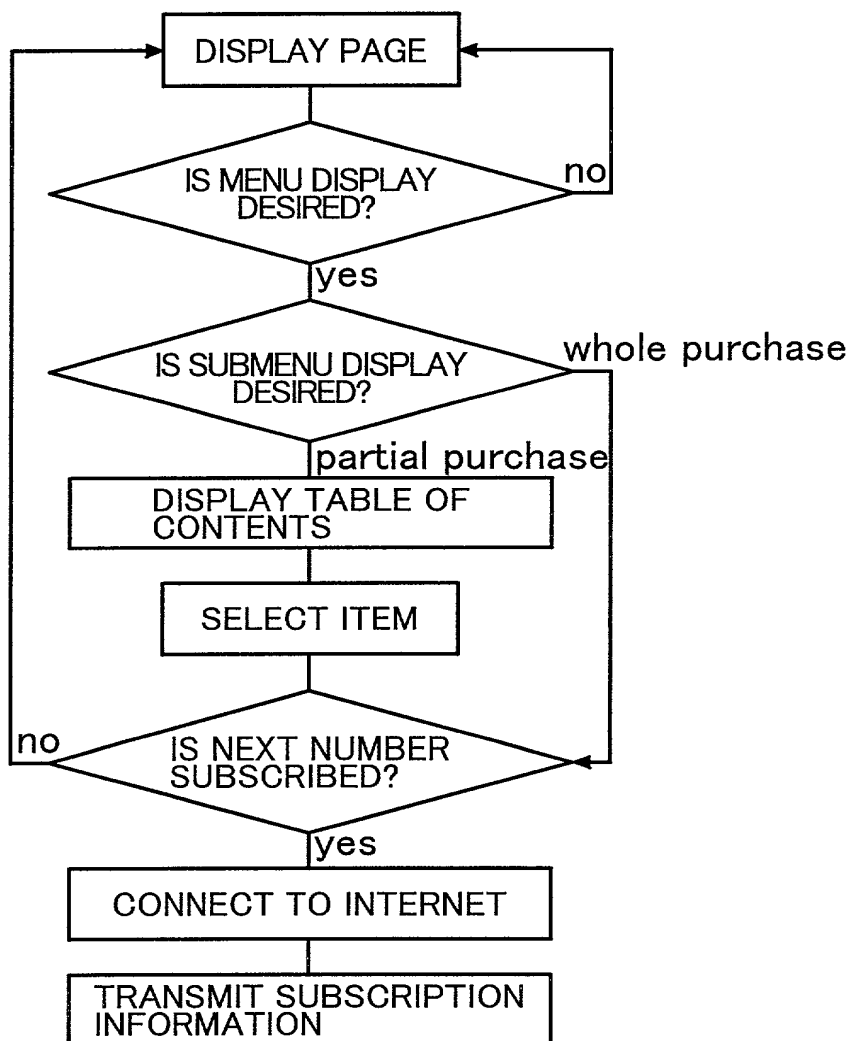 DISPLAY PAGE
IS MENU DISPLAY
DESIRED?
no
yes
IS SUBMENU DISPLAY
DESIRED?
whole purchase
partial purchase
DISPLAY TABLE OF
CONTENTS
SELECT ITEM
IS NEXT NUMBER
SUBSCRIBED?
no
yes
CONNECT TO INTERNET
TRANSMIT SUBSCRIPTION
INFORMATION